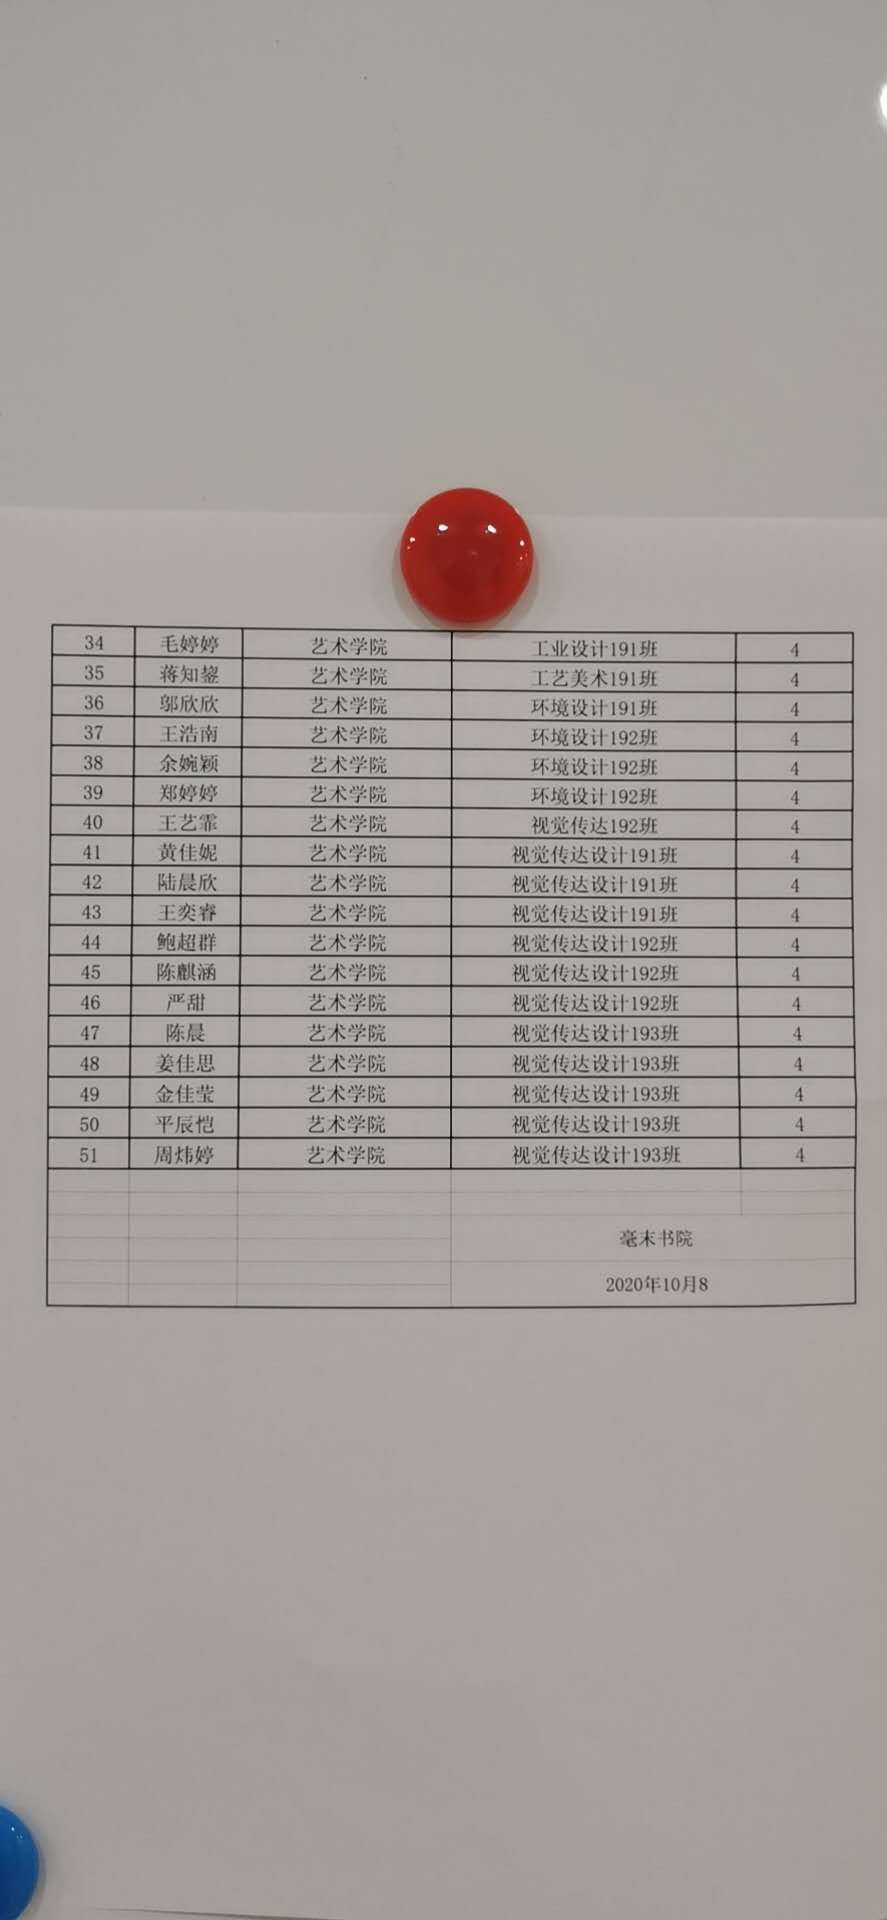 34 毛婷婷 艺术学院 工业设计191班 4
35 蒋知鋆 艺术学院 工艺美术191班 4
36 邬欣欣 艺术学院 环境设计191班 4
37 王浩南 艺术学院 环境设计192班 4
38 余婉颖 艺术学院 环境设计192班 4
39 郑婷婷 艺术学院 环境设计192班 4
40 王艺霏 艺术学院 视觉传达192班 4
41 黄佳妮 艺术学院 视觉传达设计191班 4
42 陆晨欣 艺术学院 视觉传达设计191班 4
43 王奕睿 艺术学院 视觉传达设计191班 4
44 鲍超群 艺术学院 视觉传达设计192班 4
45 陈麒涵 艺术学院 视觉传达设计192班 4
46 严甜 艺术学院 视觉传达设计192班 4
47 陈晨 艺术学院 视觉传达设计193班 4
48 姜佳思 艺术学院 视觉传达设计193班 4
49 金佳莹 艺术学院 视觉传达设计193班 4
50 平辰恺 艺术学院 视觉传达设计193班 4
51 周炜婷 艺术学院 视觉传达设计193班 4
毫末书院
2020年10月8